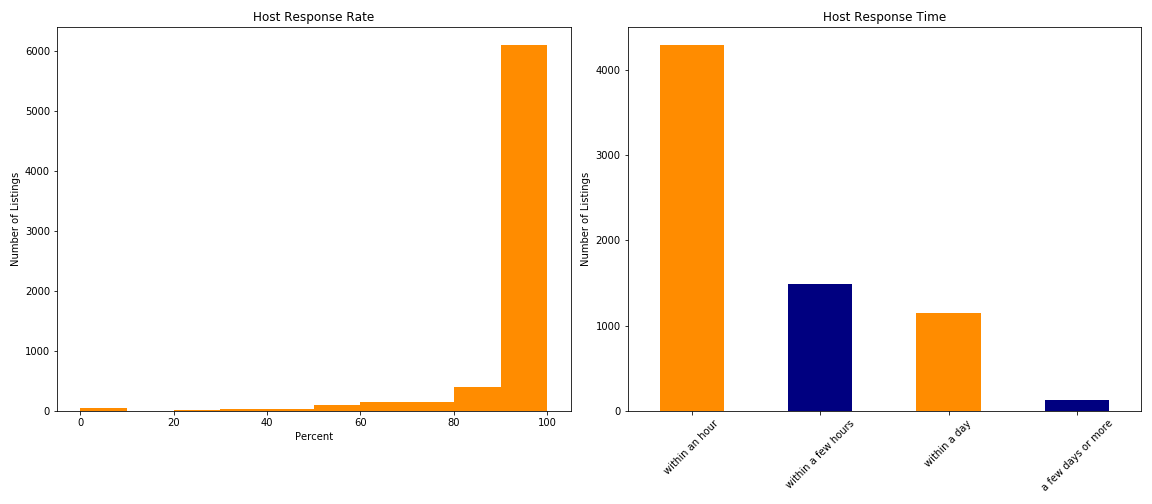 Host Response Rate
Number of Listings
6000
5000
4000
3000
2000
1000
0
0 20 40 60 80 100
Percent
Host Response Time
Number of Listings
4000
3000
2000
1000
0
within an hour
within a few hours
within a day
a few days or more